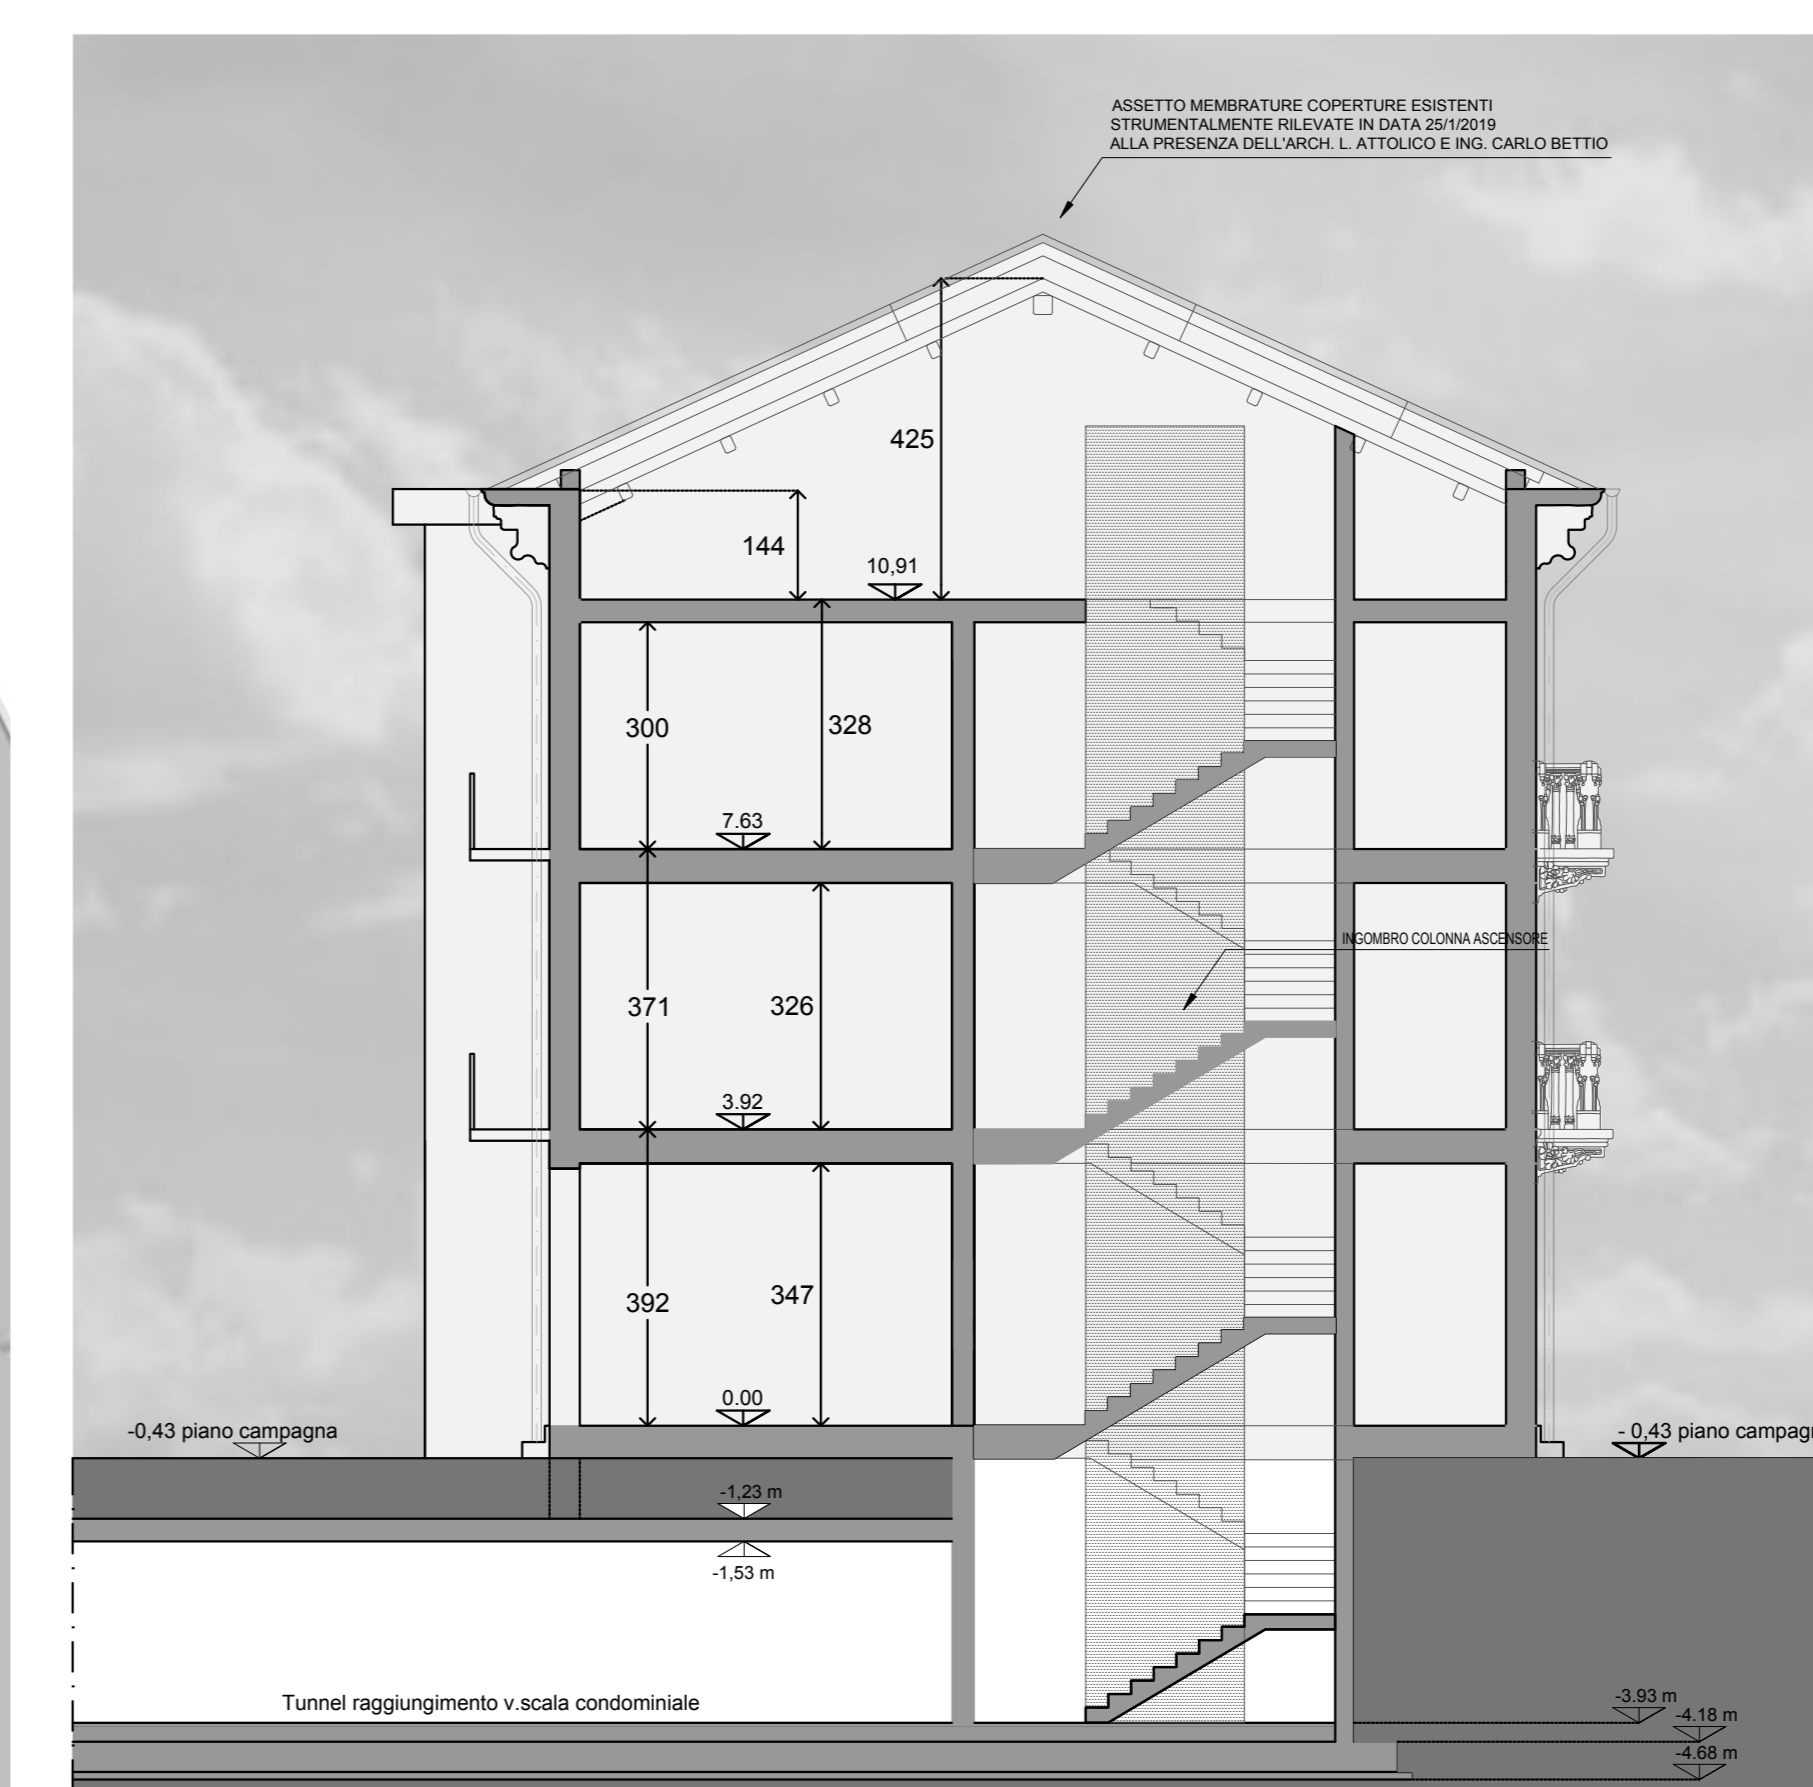 ASSETTO MEMBRATURE COPERTURE ESISTENTI
STRUMENTALMENTE RILEVATE IN DATA 25/1/2019
ALLA PRESENZA DELL'ARCH. L. ATTOLICO E ING. CARLO BETTIO
425
144
10,91
300
328
7.63
INGOMBRO COLONNA ASCENSORE
371
326
3.92
392
347
0.00
-0,43 piano campagna
- 0,43 piano campagn
-1,23 m
-1,53 m
Tunnel raggiungimento v.scala condominiale
-3.93 m
-4.18 m
-4.68 m